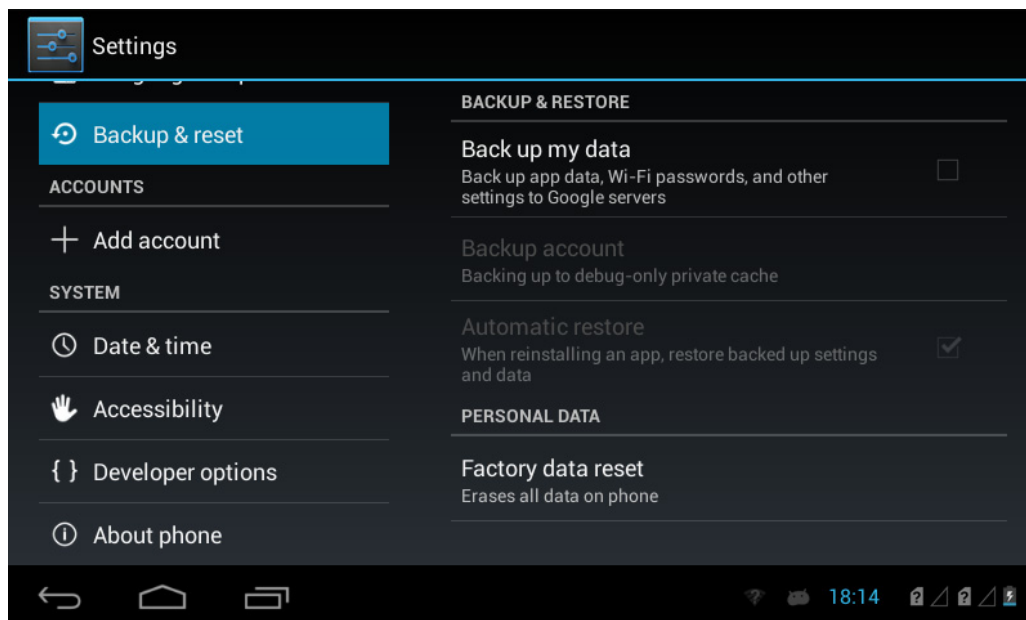 Settings
Backup & reset
ACCOUNTS
Add account
SYSTEM
Date & time
Accessibility
{ } Developer options
About phone
BACKUP & RESTORE
Back up my data
Back up app data, Wi-Fi passwords, and other
settings to Google servers
Backup account
Backing up to debug-only private cache
Automatic restore
When reinstalling an app, restore backed up settings
and data
PERSONAL DATA
Factory data reset
Erases all data on phone
18:14